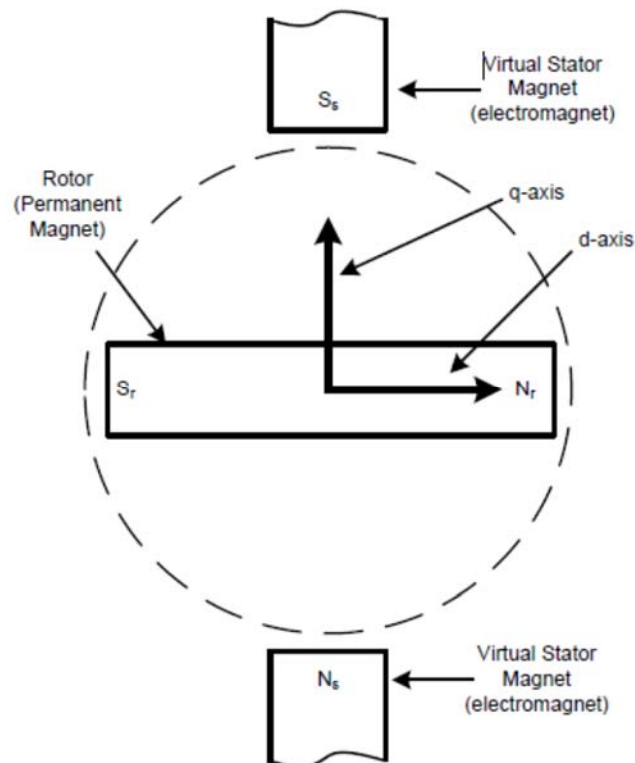 Virtual Stator
Magnet
(electromagnet)
Ss
Rotor
(Permanent
Magnet)
q-axis
d-axis
Sr
Nr
Ns
Virtual Stator
Magnet
(electromagnet)